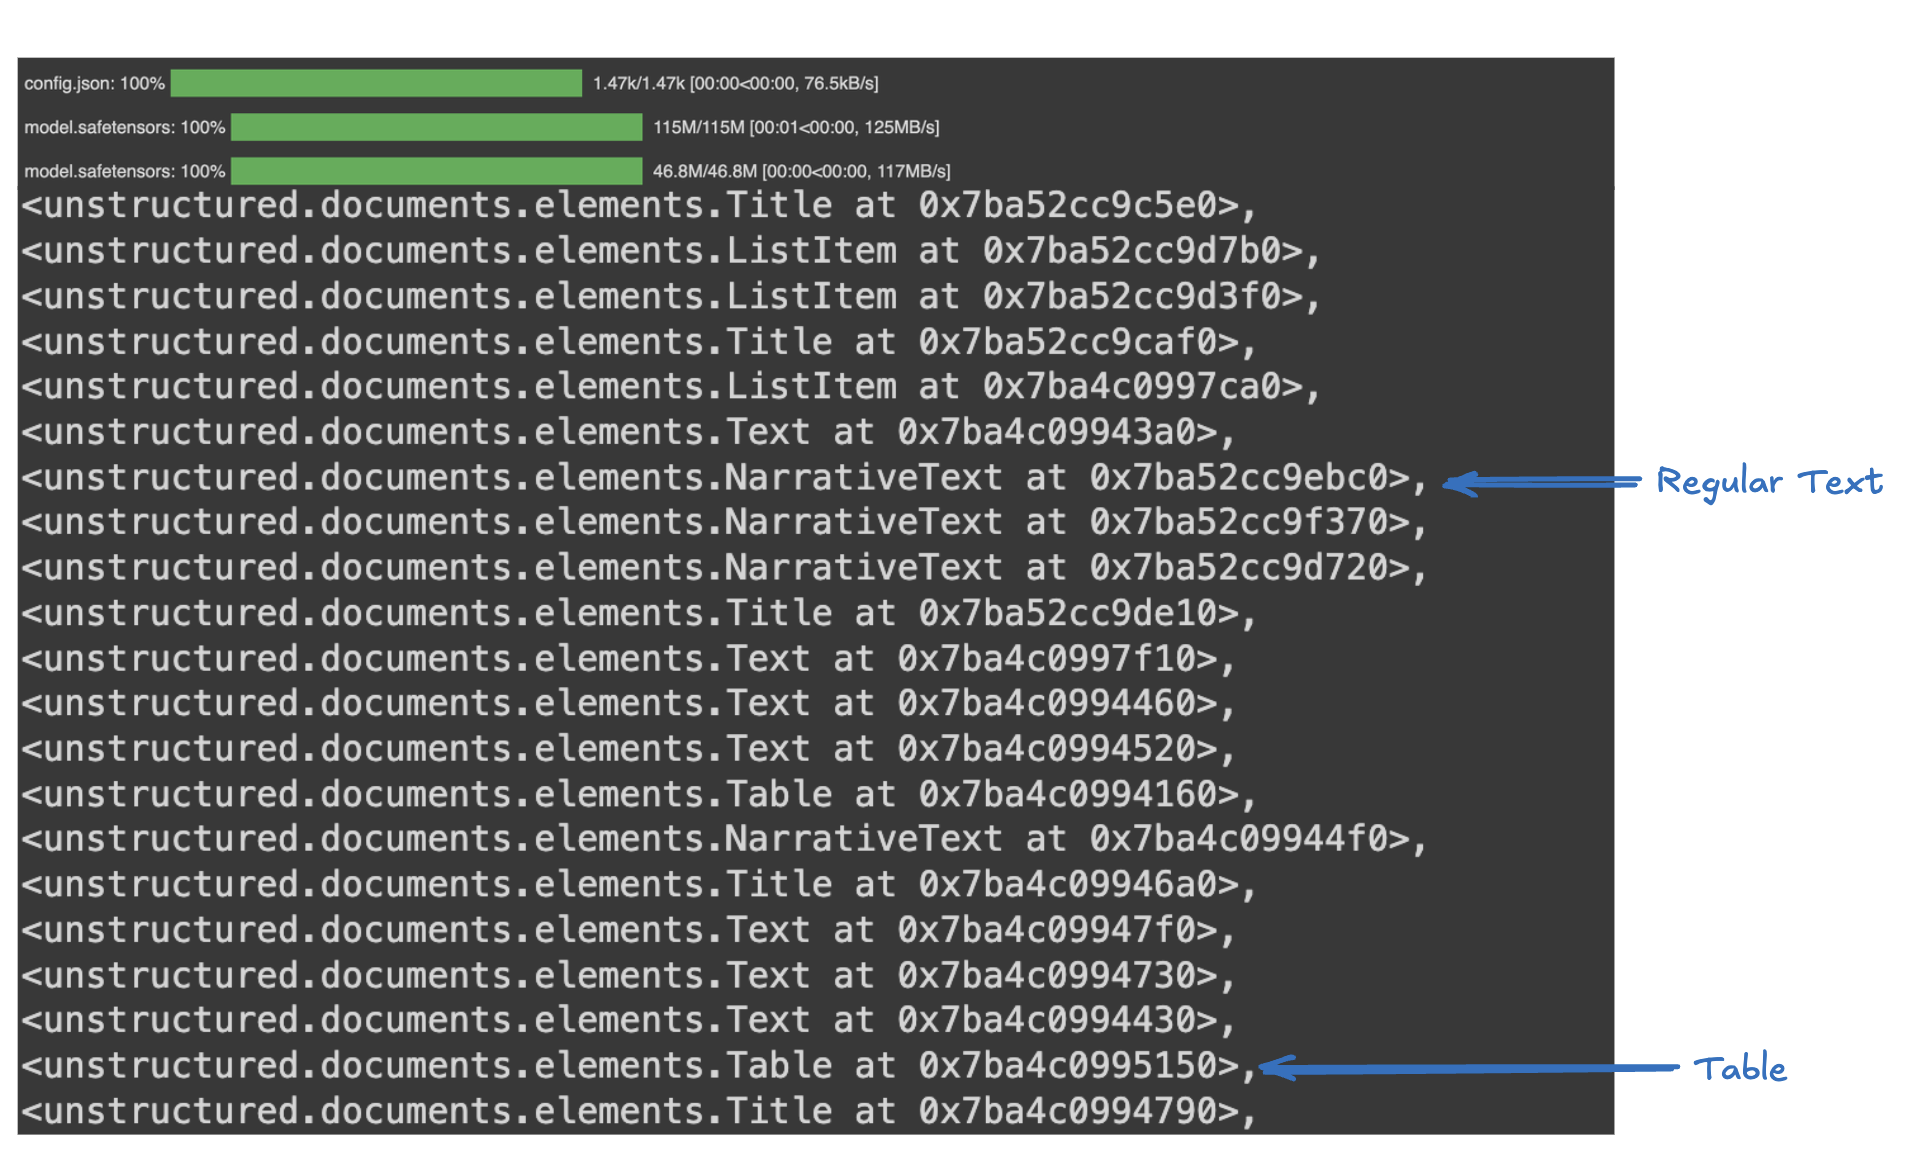 config.json: 100% 1.47k/1.47k [00:00<00:00, 76.5kB/s]
model.safetensors: 100% 115M/115M [00:01<00:00, 125MB/s]
model.safetensors: 100% 46.8M/46.8M [00:00<00:00, 117MB/s]
<unstructured.documents.elements.Title at 0x7ba52cc9c5e0>,
<unstructured.documents.elements.ListItem at 0x7ba52cc9d7b0>,
<unstructured.documents.elements.ListItem at 0x7ba52cc9d3f0>,
<unstructured.documents.elements.Title at 0x7ba52cc9caf0>,
<unstructured.documents.elements.ListItem at 0x7ba4c0997ca0>,
<unstructured.documents.elements.Text at 0x7ba4c09943a0>,
<unstructured.documents.elements.NarrativeText at 0x7ba52cc9ebc0>, Regular Text
<unstructured.documents.elements.NarrativeText at 0x7ba52cc9f370>,
<unstructured.documents.elements.NarrativeText at 0x7ba52cc9d720>,
<unstructured.documents.elements.Title at 0x7ba52cc9de10>,
<unstructured.documents.elements.Text at 0x7ba4c0997f10>,
<unstructured.documents.elements.Text at 0x7ba4c0994460>,
<unstructured.documents.elements.Text at 0x7ba4c0994520>,
<unstructured.documents.elements.Table at 0x7ba4c0994160>,
<unstructured.documents.elements.NarrativeText at 0x7ba4c09944f0>,
<unstructured.documents.elements.Title at 0x7ba4c09946a0>,
<unstructured.documents.elements.Text at 0x7ba4c09947f0>,
<unstructured.documents.elements.Text at 0x7ba4c0994730>,
<unstructured.documents.elements.Text at 0x7ba4c0994430>,
<unstructured.documents.elements.Table at 0x7ba4c0995150>, Table
<unstructured.documents.elements.Title at 0x7ba4c0994790>,